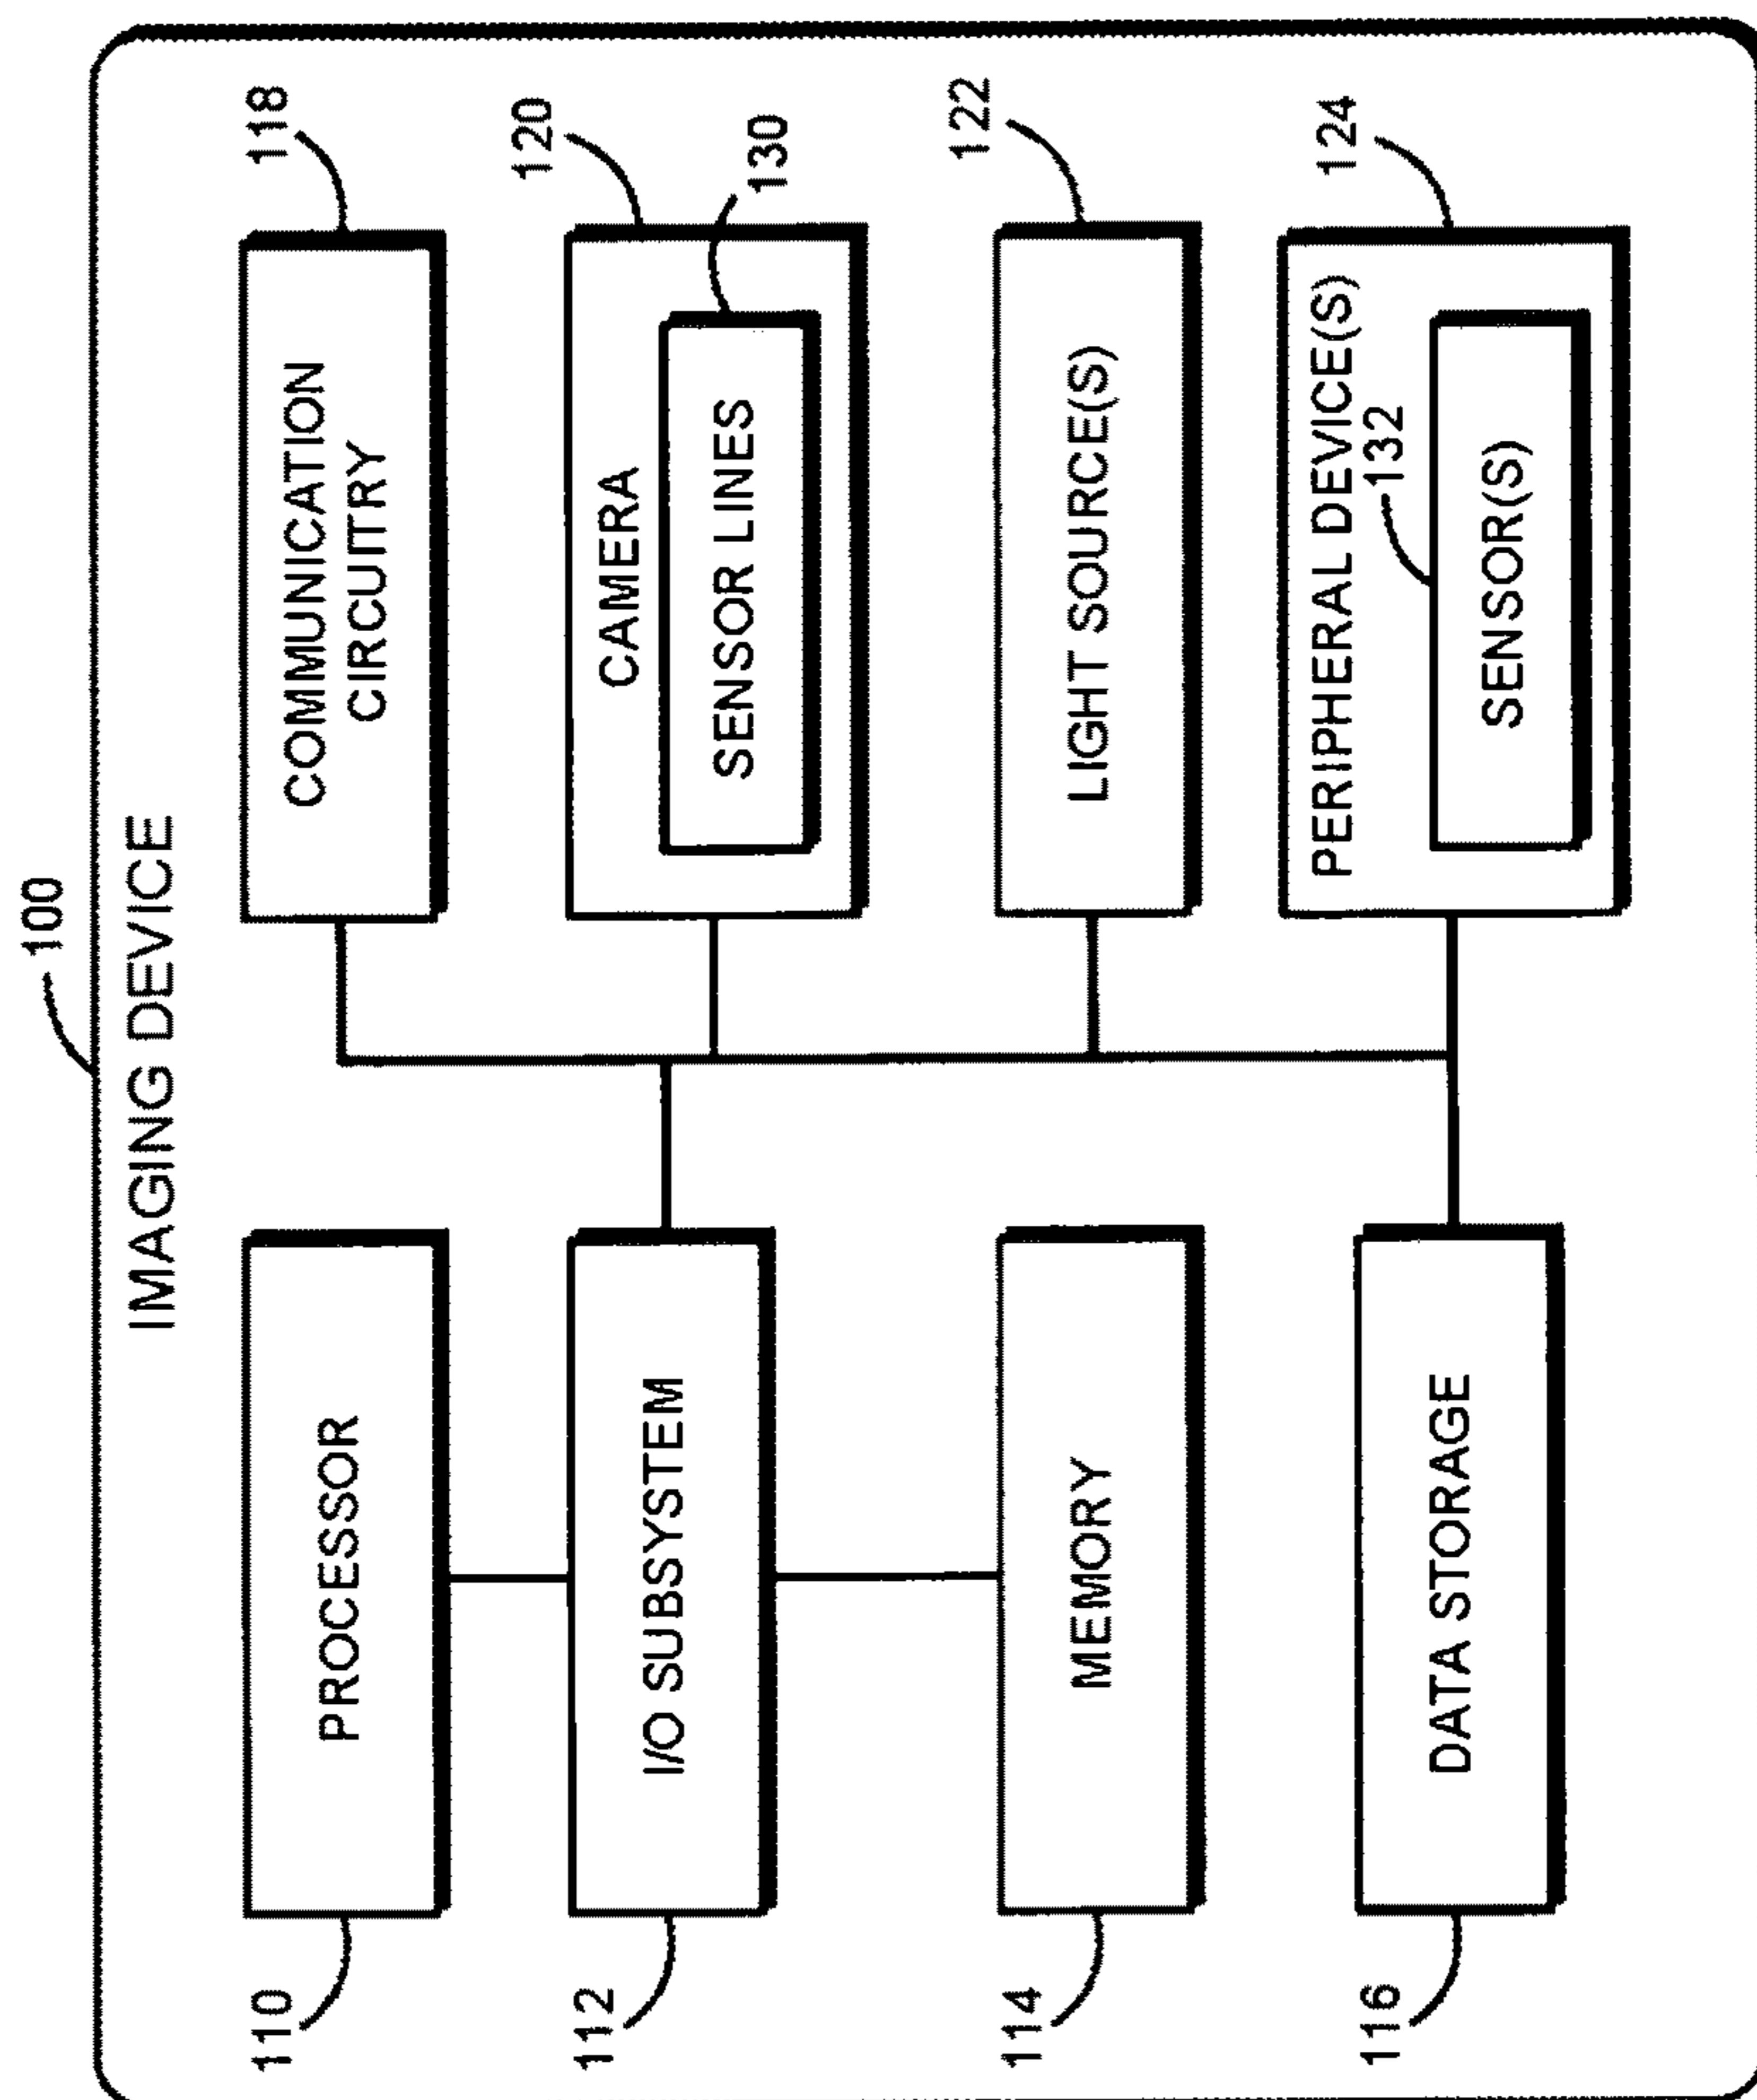 100
IMAGING DEVICE
110
PROCESSOR
COMMUNICATION
CIRCUITRY
118
112
I/O SUBSYSTEM
CAMERA
120
SENSOR LINES
130
114
MEMORY
LIGHT SOURCE(S)
122
116
DATA STORAGE
PERIPHERAL DEVICE(S)
124
132
SENSOR(S)